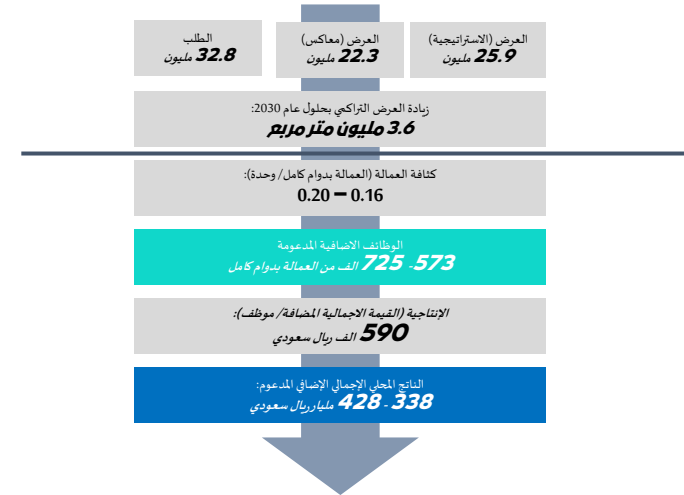 العرض (الاستراتيجية)
25.9 مليون
العرض (معاكس)
22.3 مليون
الطلب
32.8 مليون
زيادة العرض التراكمي بحلول عام 2030:
3.6 مليون متر مربع
كثافة العمالة (العمالة بدوام كامل/ وحدة):
0.16 – 0.20
الوظائف الاضافية المدعومة
573- 725 الف من العمالة بدوام كامل
الإنتاجية (القيمة الاجمالية المضافة/ موظف):
590 الف ريال سعودي
الناتج المحلي الإجمالي الإضافي المدعوم:
338 - 428 مليار ريال سعودي